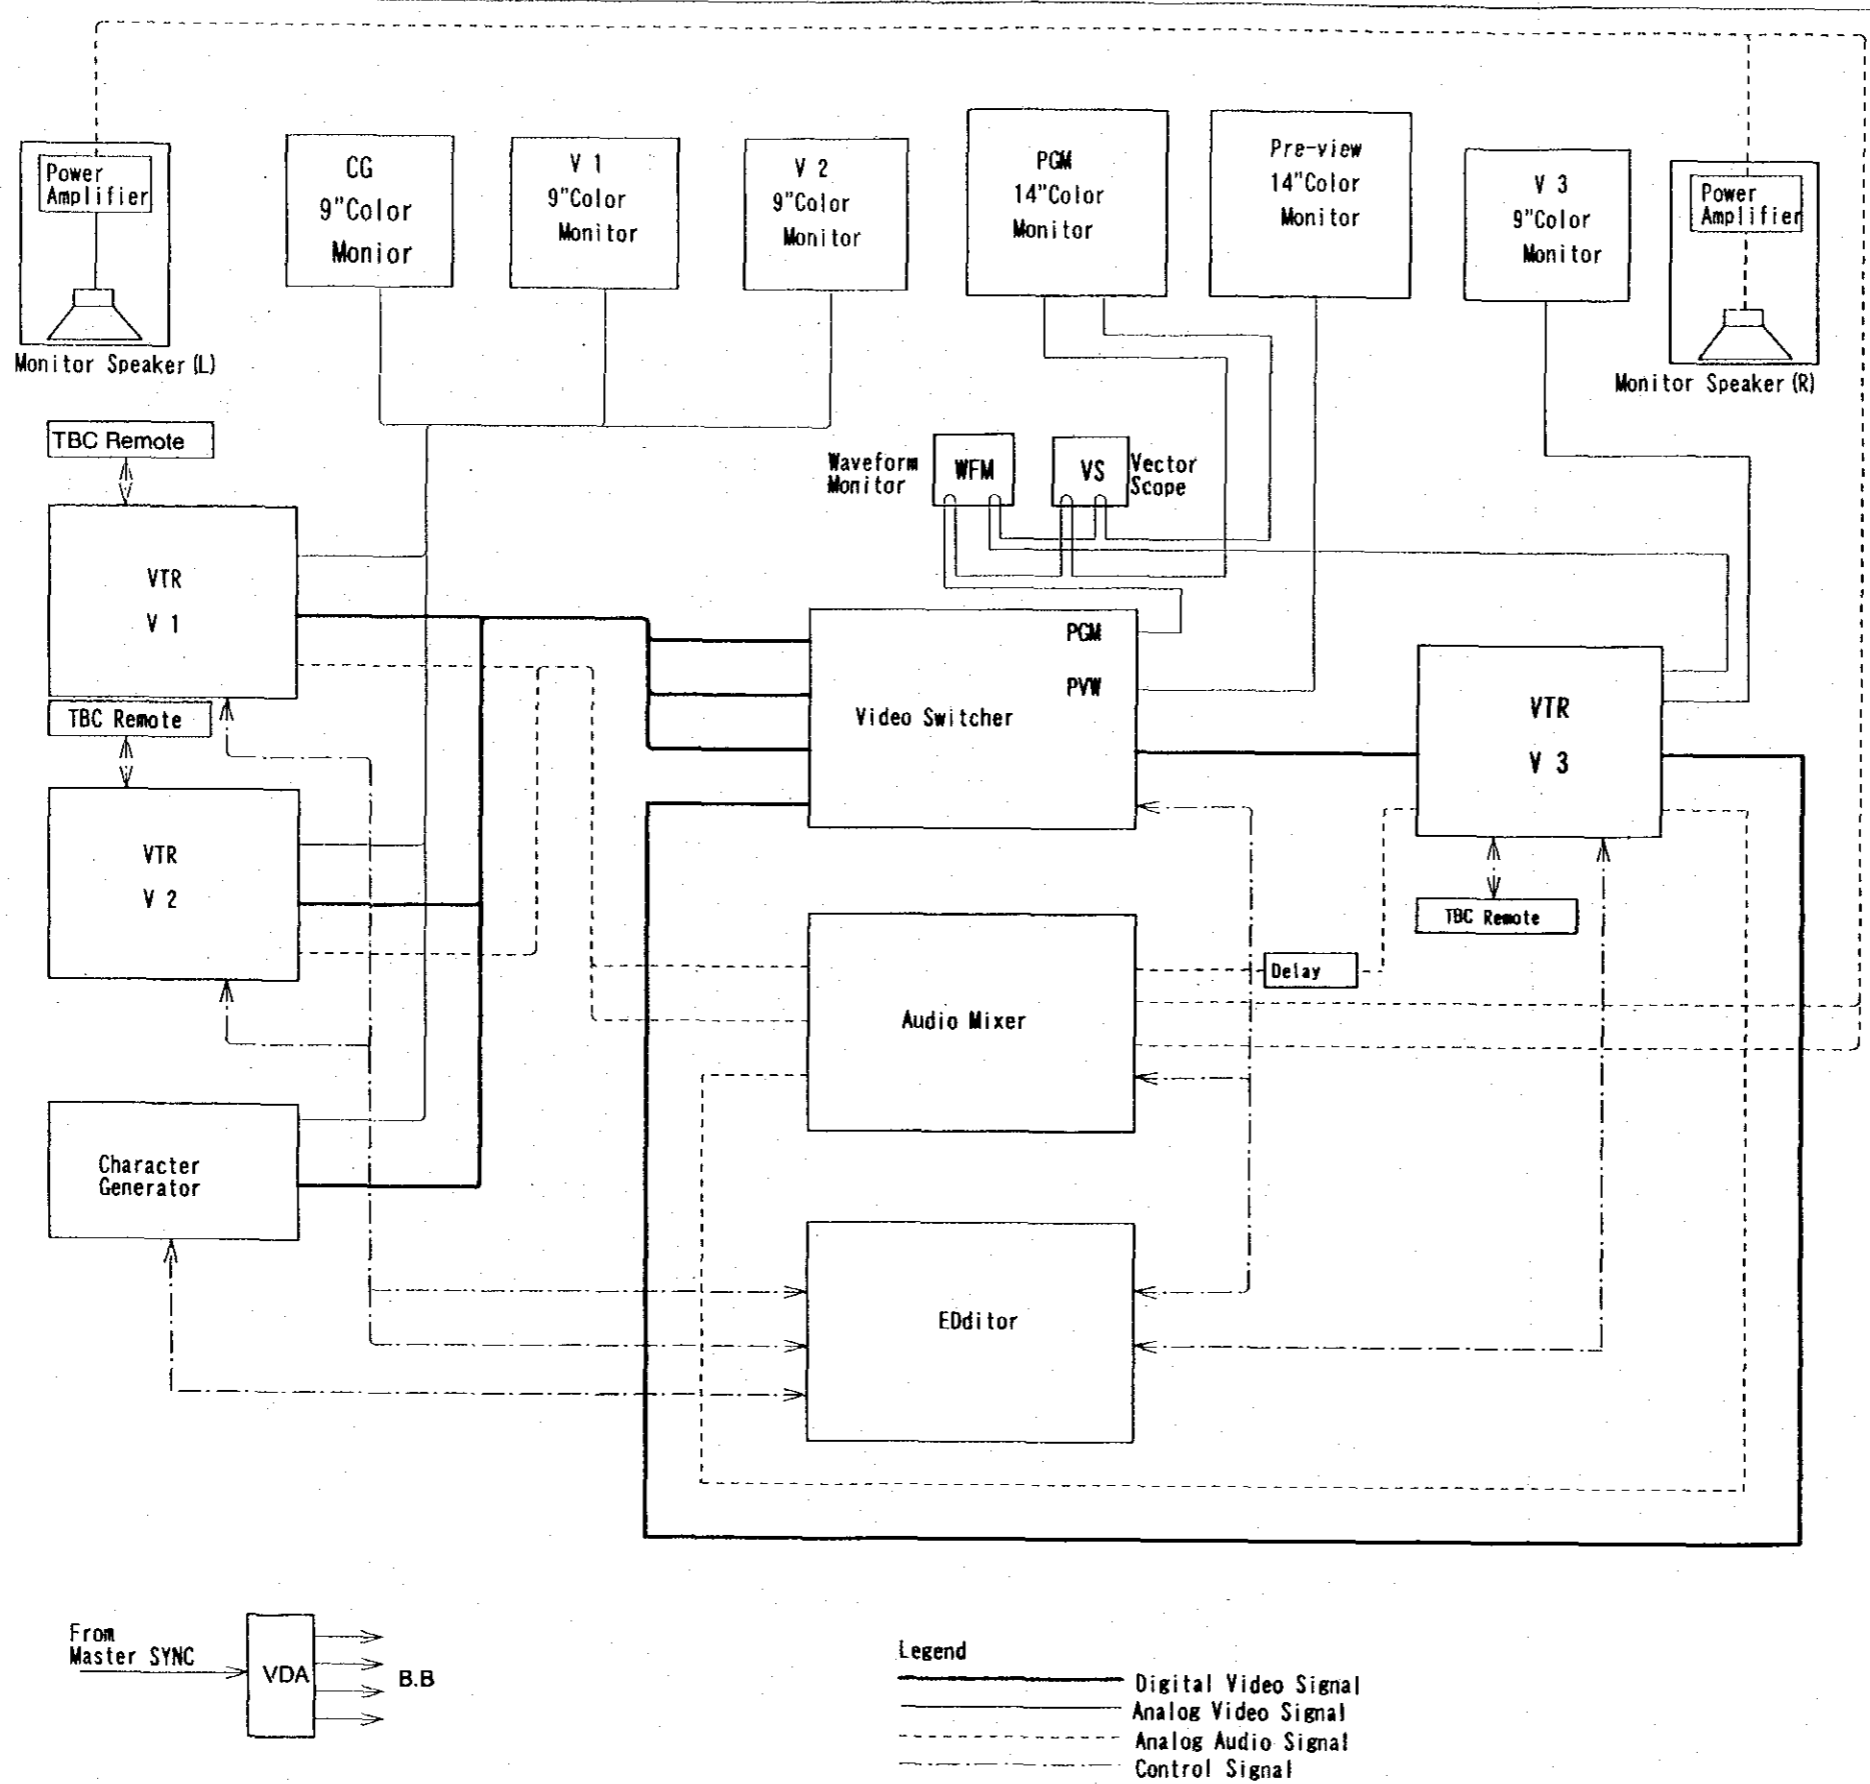 Power
Amplifier
Monitor Speaker (L)
CG
9"Color
Monior
V 1
9"Color
Monitor
V 2
9"Color
Monitor
PGM
14"Color
Monitor
Pre-view
14"Color
Monitor
V 3
9"Color
Monitor
Power
Amplifier
Monitor Speaker (R)
TBC Remote
Waveform
Monitor
WFM
VS
Vector
Scope
VTR
V 1
TBC Remote
VTR
V 2
Character
Generator
PGM
PVW
Video Switcher
VTR
V 3
TBC Remote
Delay
Audio Mixer
EDditor
From
Master SYNC
VDA
B.B
Legend
Digital Video Signal
Analog Video Signal
Analog Audio Signal
Control Signal